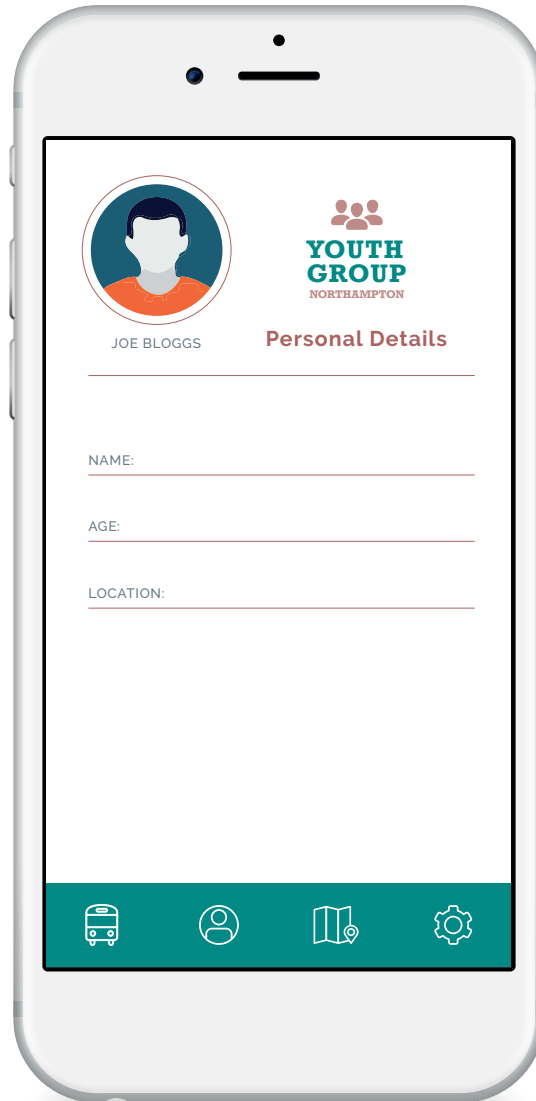 YOUTH
GROUP
NORTHAMPTON
JOE BLOGGS
Personal Details
NAME:
AGE:
LOCATION: